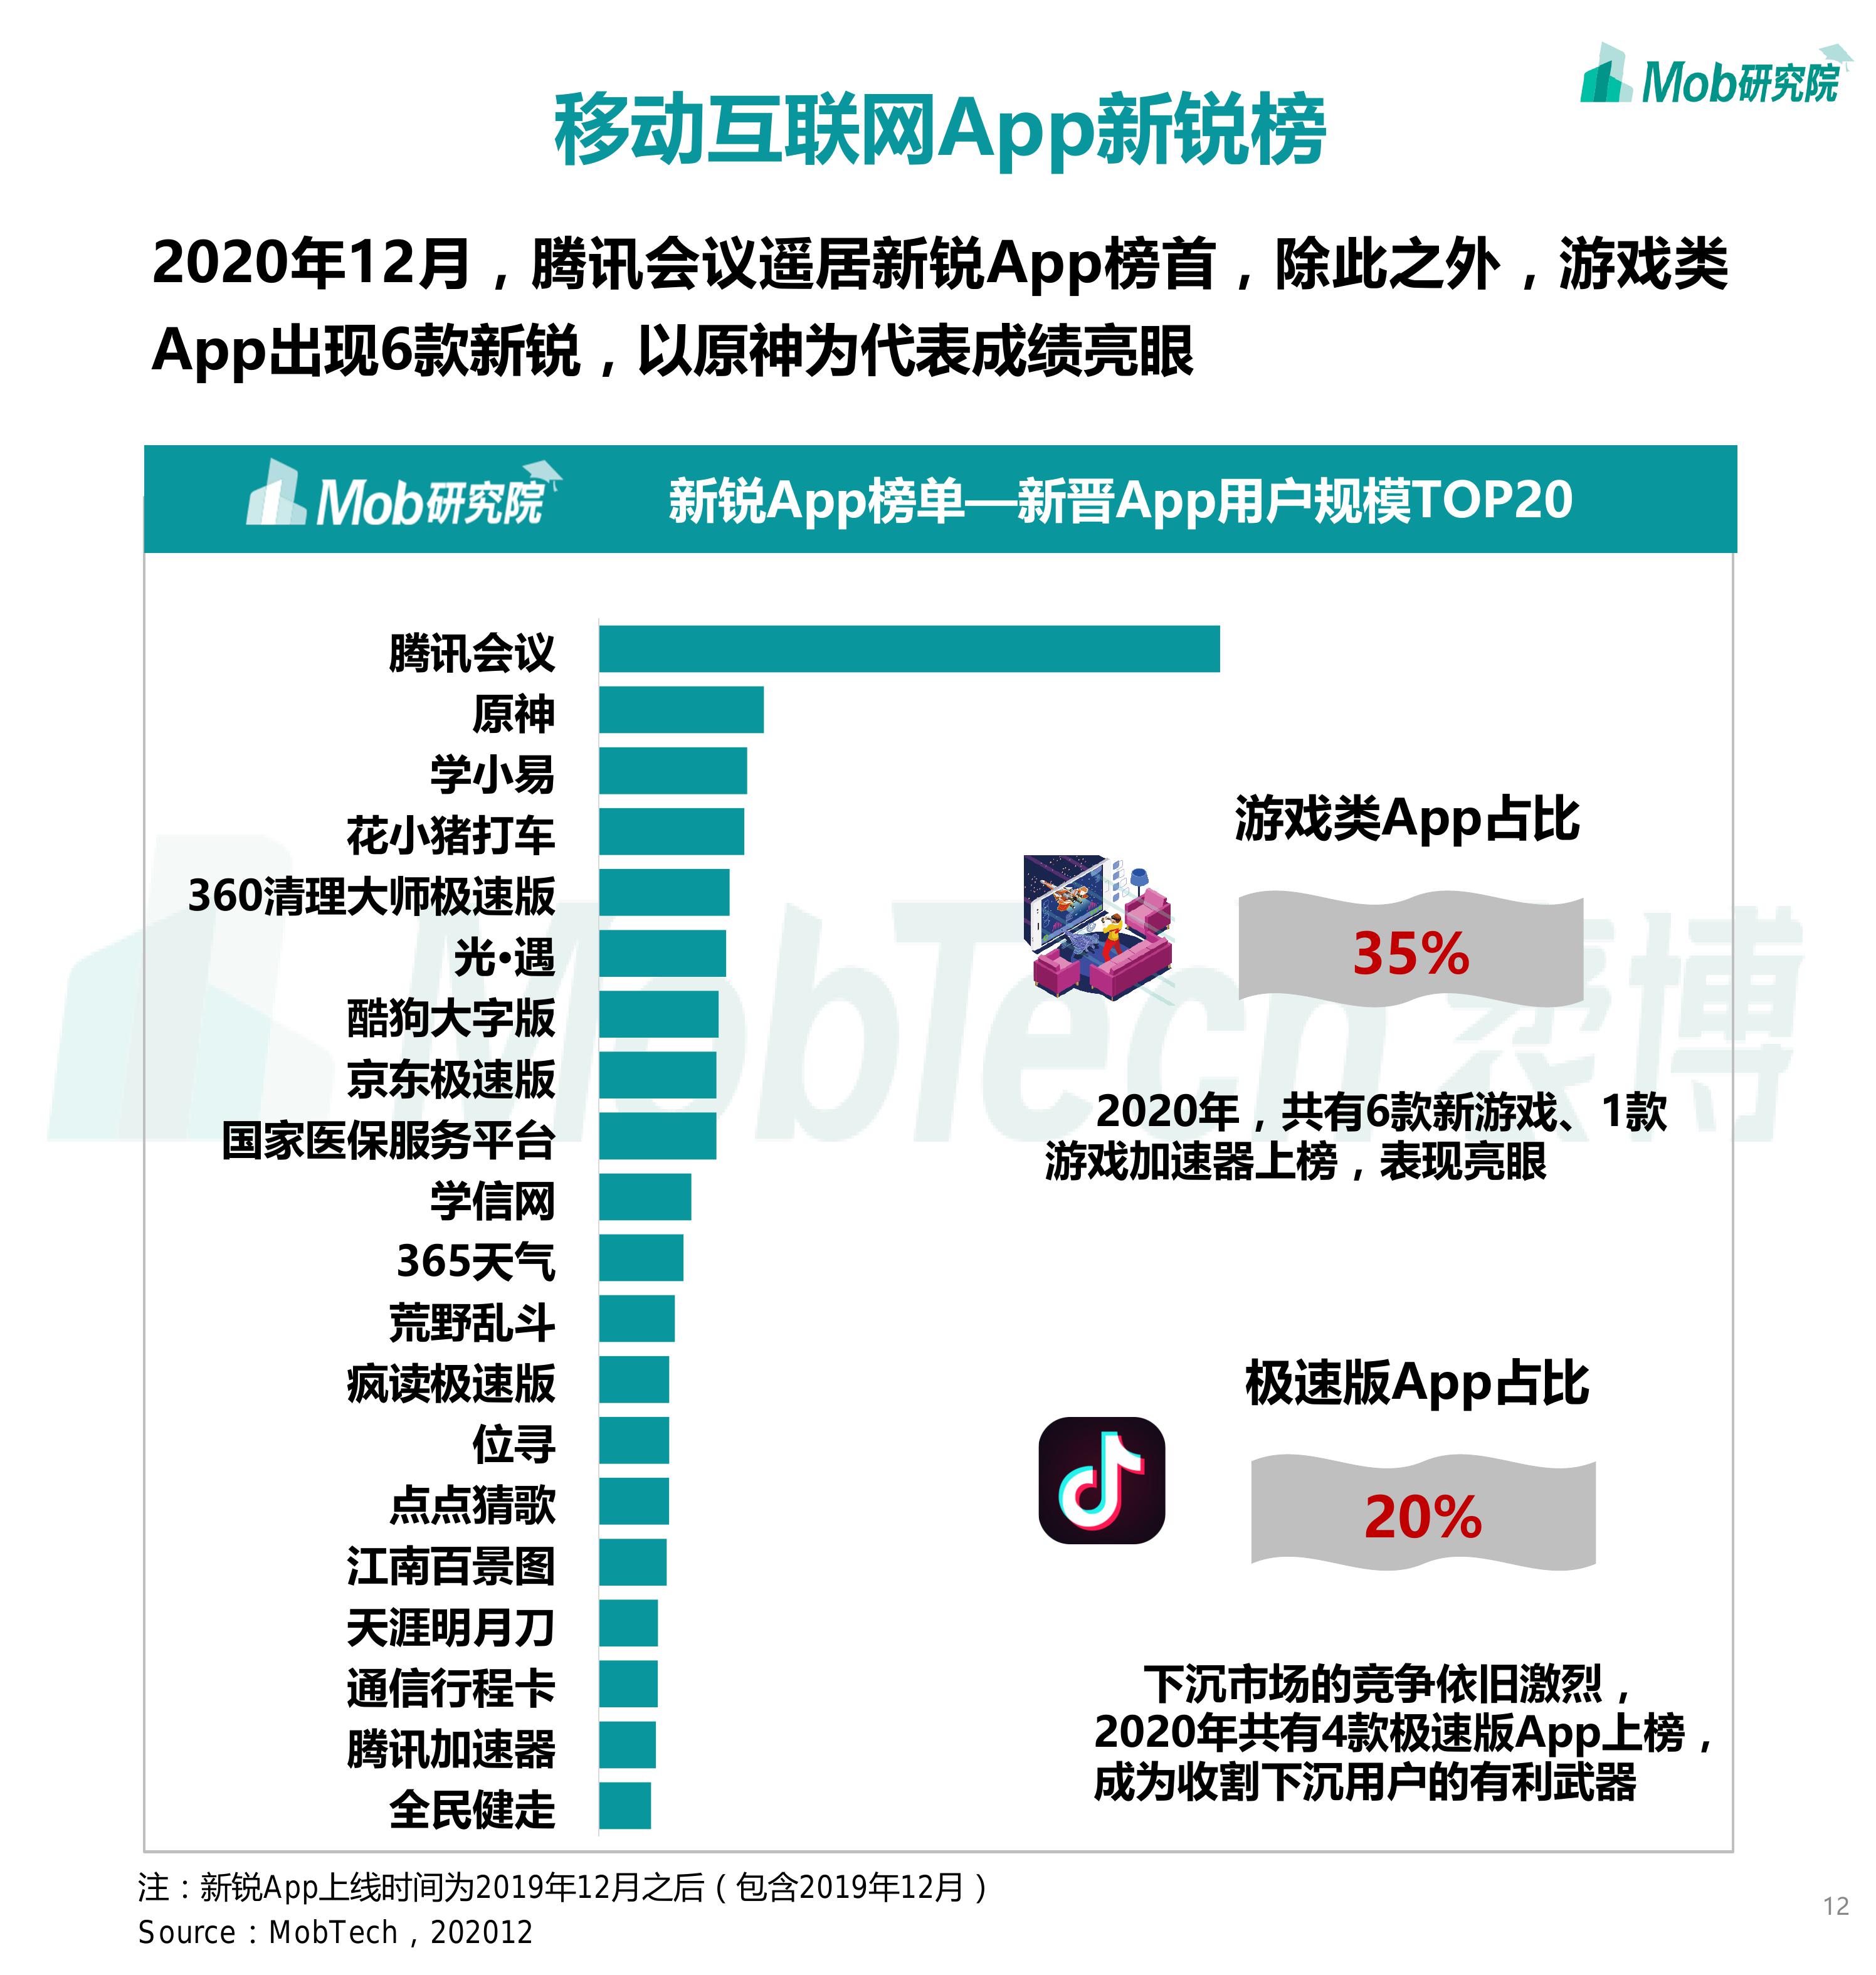 Mob研究院
移动互联网App新锐榜
2020年12月，腾讯会议遥居新锐App榜首，除此之外，游戏类
App出现6款新锐，以原神为代表成绩亮眼
Mob研究院
新锐App榜单—新晋App用户规模TOP20
腾讯会议
原神
学小易
花小猪打车
360清理大师极速版
光•遇
酷狗大字版
京东极速版
国家医保服务平台
学信网
365天气
荒野乱斗
疯读极速版
位寻
点点猜歌
江南百景图
天涯明月刀
通信行程卡
腾讯加速器
全民健走
游戏类App占比
35%
2020年，共有6款新游戏、1款
游戏加速器上榜，表现亮眼
极速版App占比
20%
下沉市场的竞争依旧激烈，
2020年共有4款极速版App上榜，
成为收割下沉用户的有利武器
MobTech 袤博
注：新锐App上线时间为2019年12月之后（包含2019年12月）
Source：MobTech，202012
12